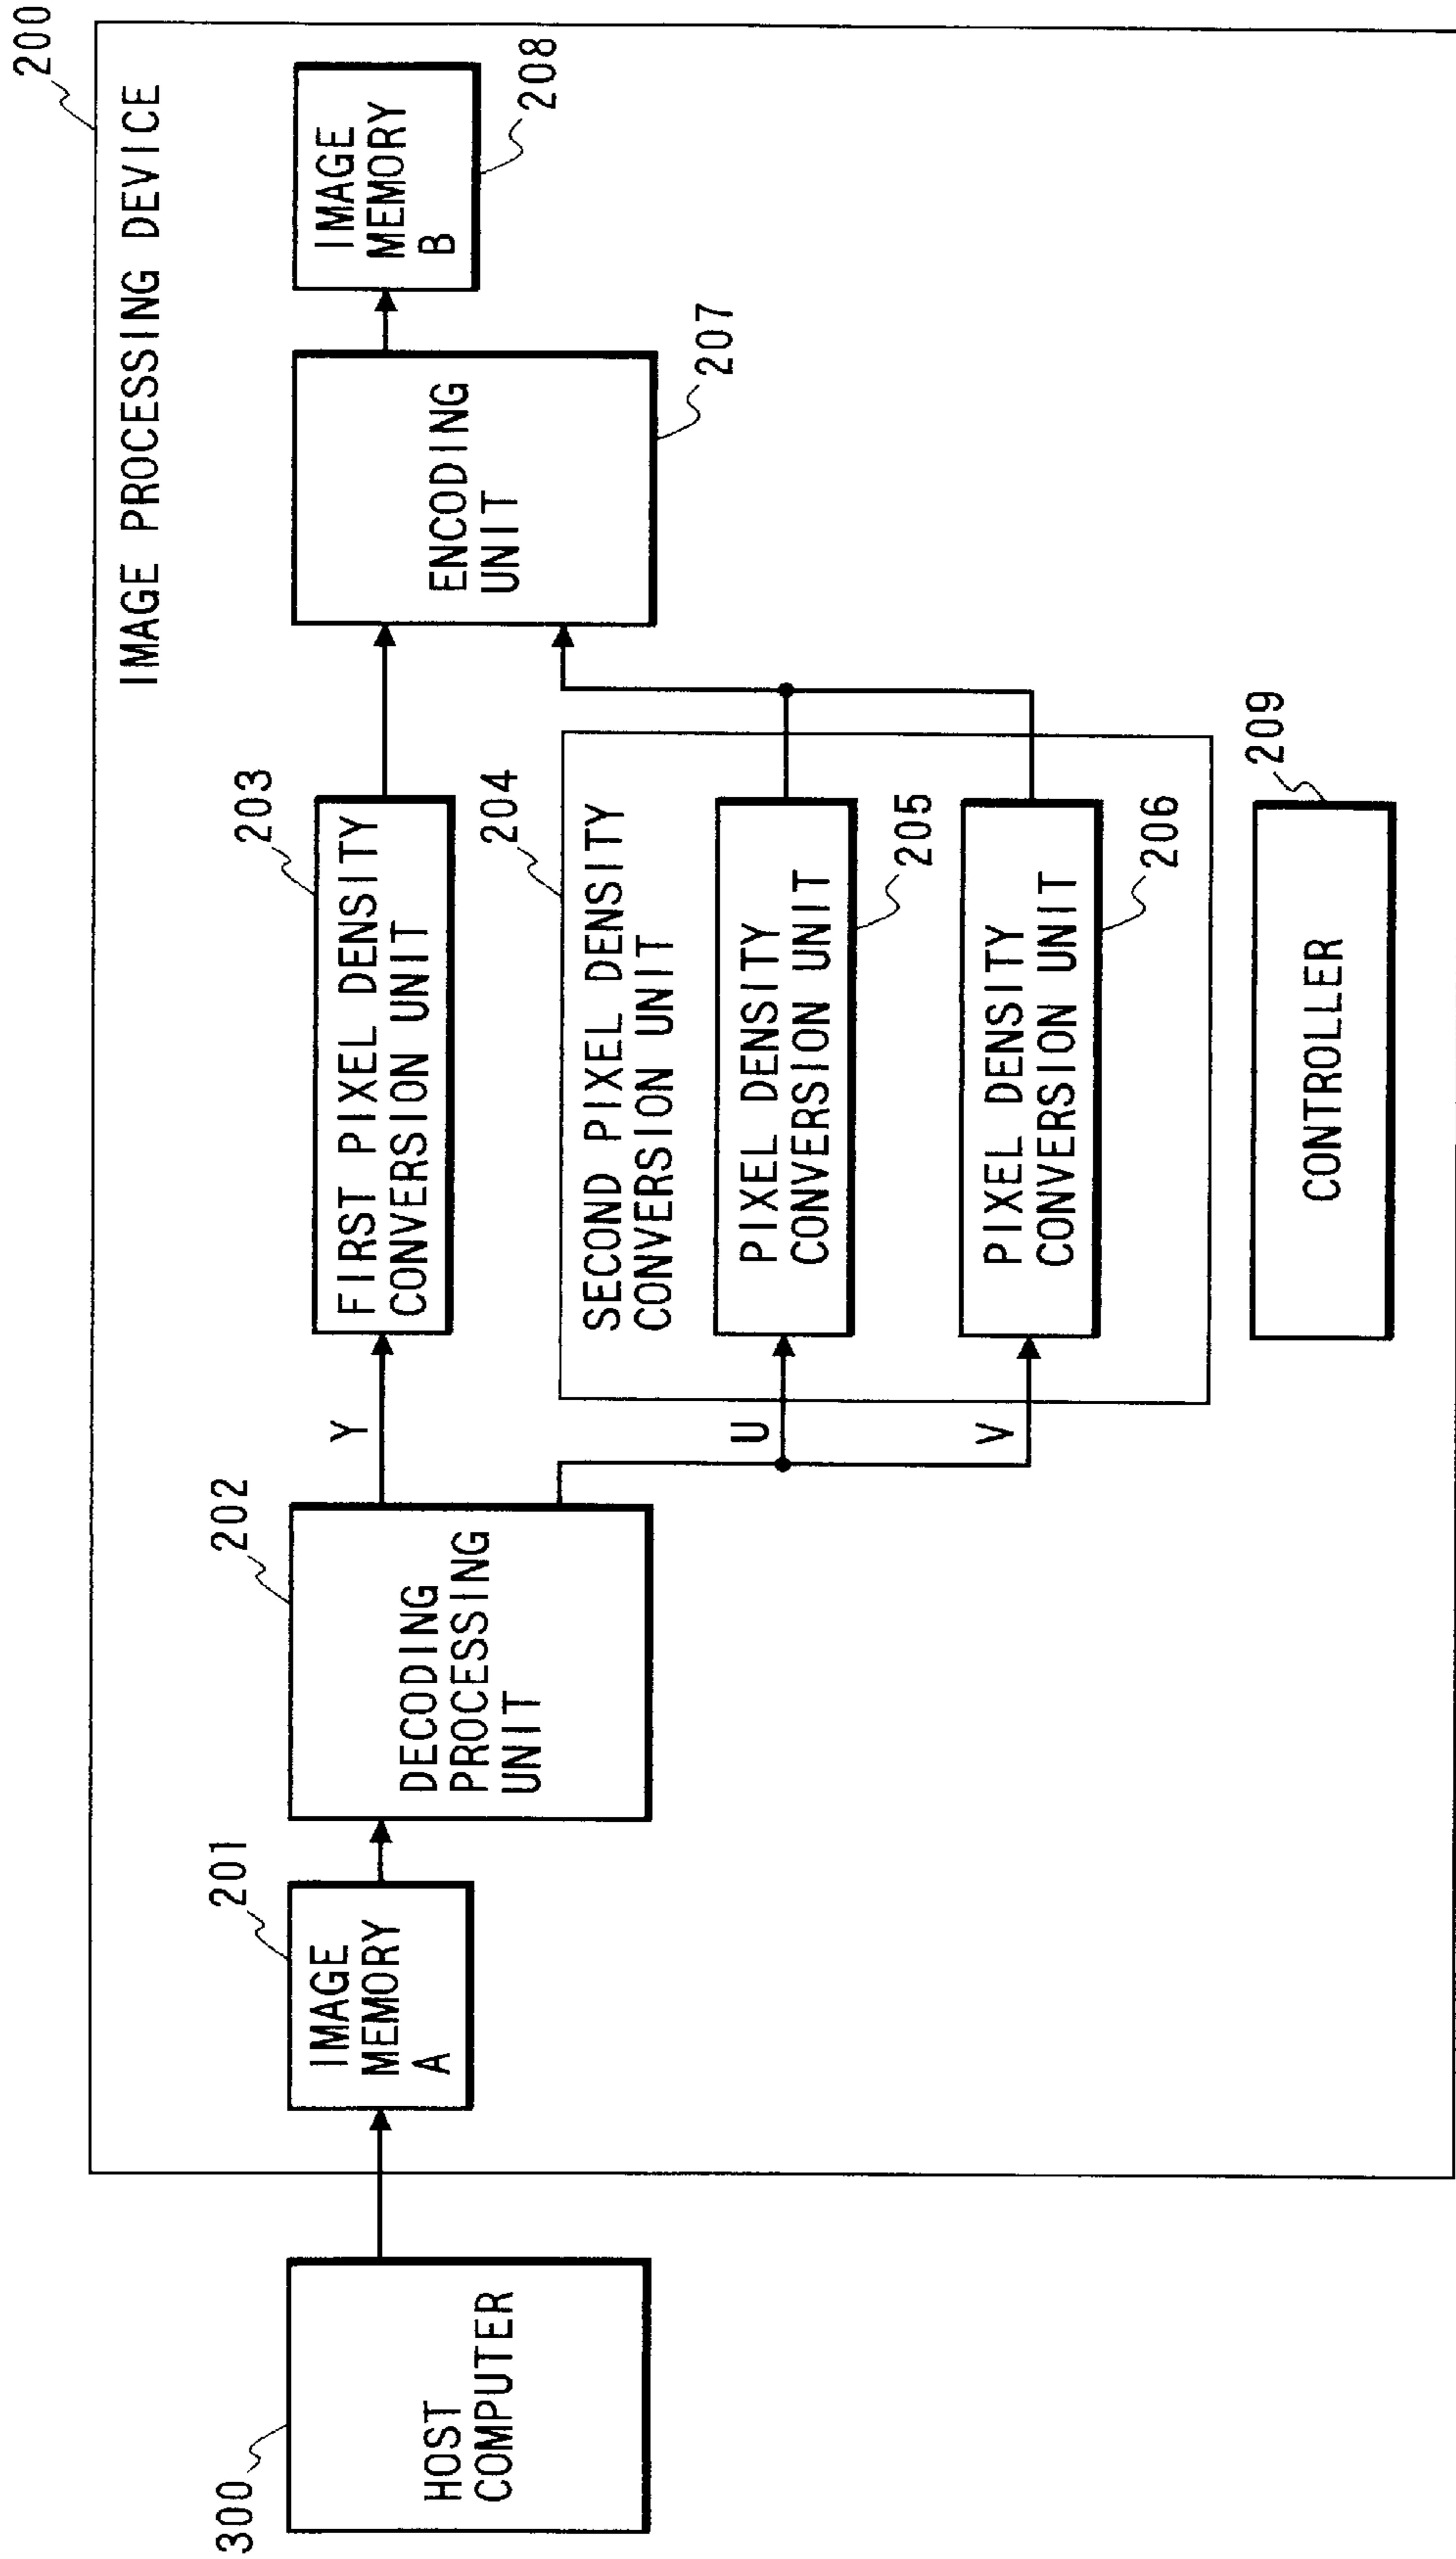 200
IMAGE PROCESSING DEVICE
300
HOST
COMPUTER
201
IMAGE
MEMORY
A
202
DECODING
PROCESSING
UNIT
Y
U
V
203
FIRST PIXEL DENSITY
CONVERSION UNIT
204
SECOND PIXEL DENSITY
CONVERSION UNIT
PIXEL DENSITY
CONVERSION UNIT
205
PIXEL DENSITY
CONVERSION UNIT
206
ENCODING
UNIT
207
IMAGE
MEMORY
B
208
209
CONTROLLER